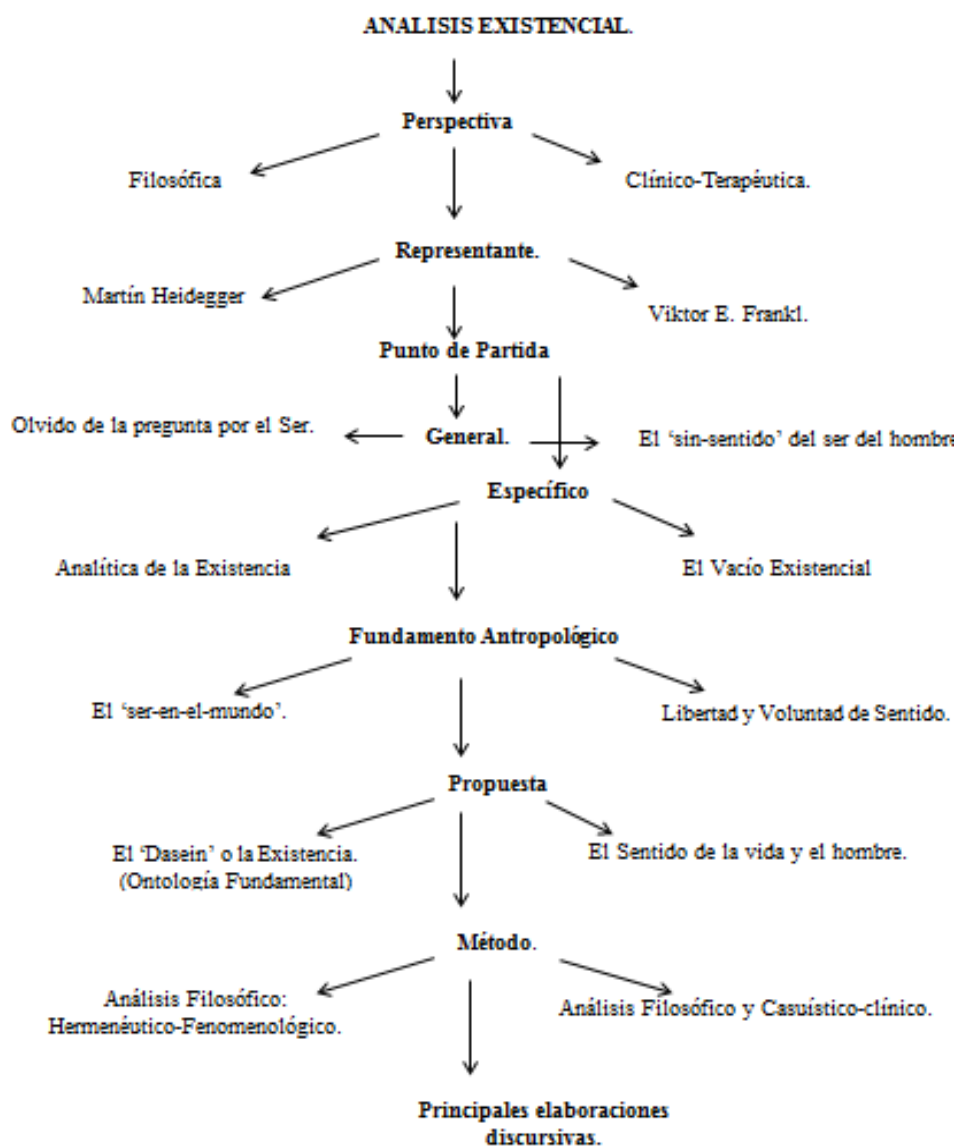 ANALISIS EXISTENCIAL.
Perspectiva
Filosófica
Clínico-Terapéutica.
Representante.
Martín Heidegger
Viktor E. Frankl.
Punto de Partida
Olvido de la pregunta por el Ser.
General.
El ‘sin-sentido’ del ser del hombre
Específico
Analítica de la Existencia
El Vacío Existencial
Fundamento Antropológico
El ‘ser-en-el-mundo’.
Libertad y Voluntad de Sentido.
Propuesta
El ‘Dasein’ o la Existencia.
(Ontología Fundamental)
El Sentido de la vida y el hombre.
Método.
Análisis Filosófico:
Hermenéutico-Fenomenológico.
Análisis Filosófico y Casuístico-clínico.
Principales elaboraciones
discursivas.